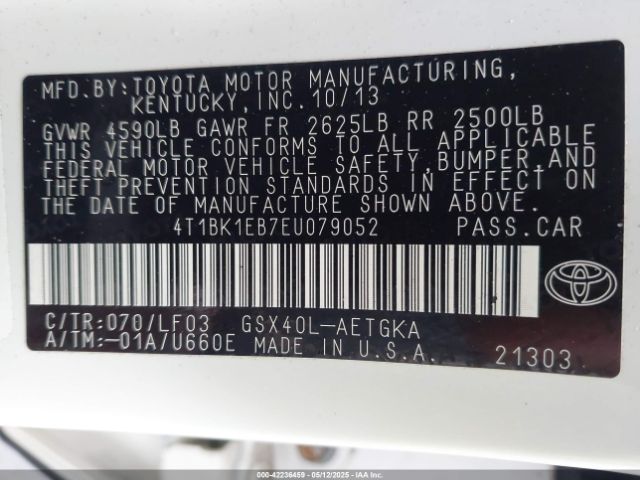 MFD.BY:TOYOTA MOTOR MANUFACTURING,
KENTUCKY,INC.10/13
GVWR 4590LB GAWR FR 2625LB RR 2500LB
THIS VEHICLE CONFORMS TO ALL APPLICABLE
FEDERAL MOTOR VEHICLE SAFETY,BUMPER,AND
THEFT PREVENTION STANDARDS IN EFFECT ON
THE DATE OF MANUFACTURE SHOWN ABOVE.
4T1BK1EB7EU079052 PASS.CAR
C/TR:070/LF03 GSX40L-AETGKA
A/TM:-01A/U660E MADE IN U.S.A. 21303
000-42236459 - 05/12/2025 - IAAI.COM